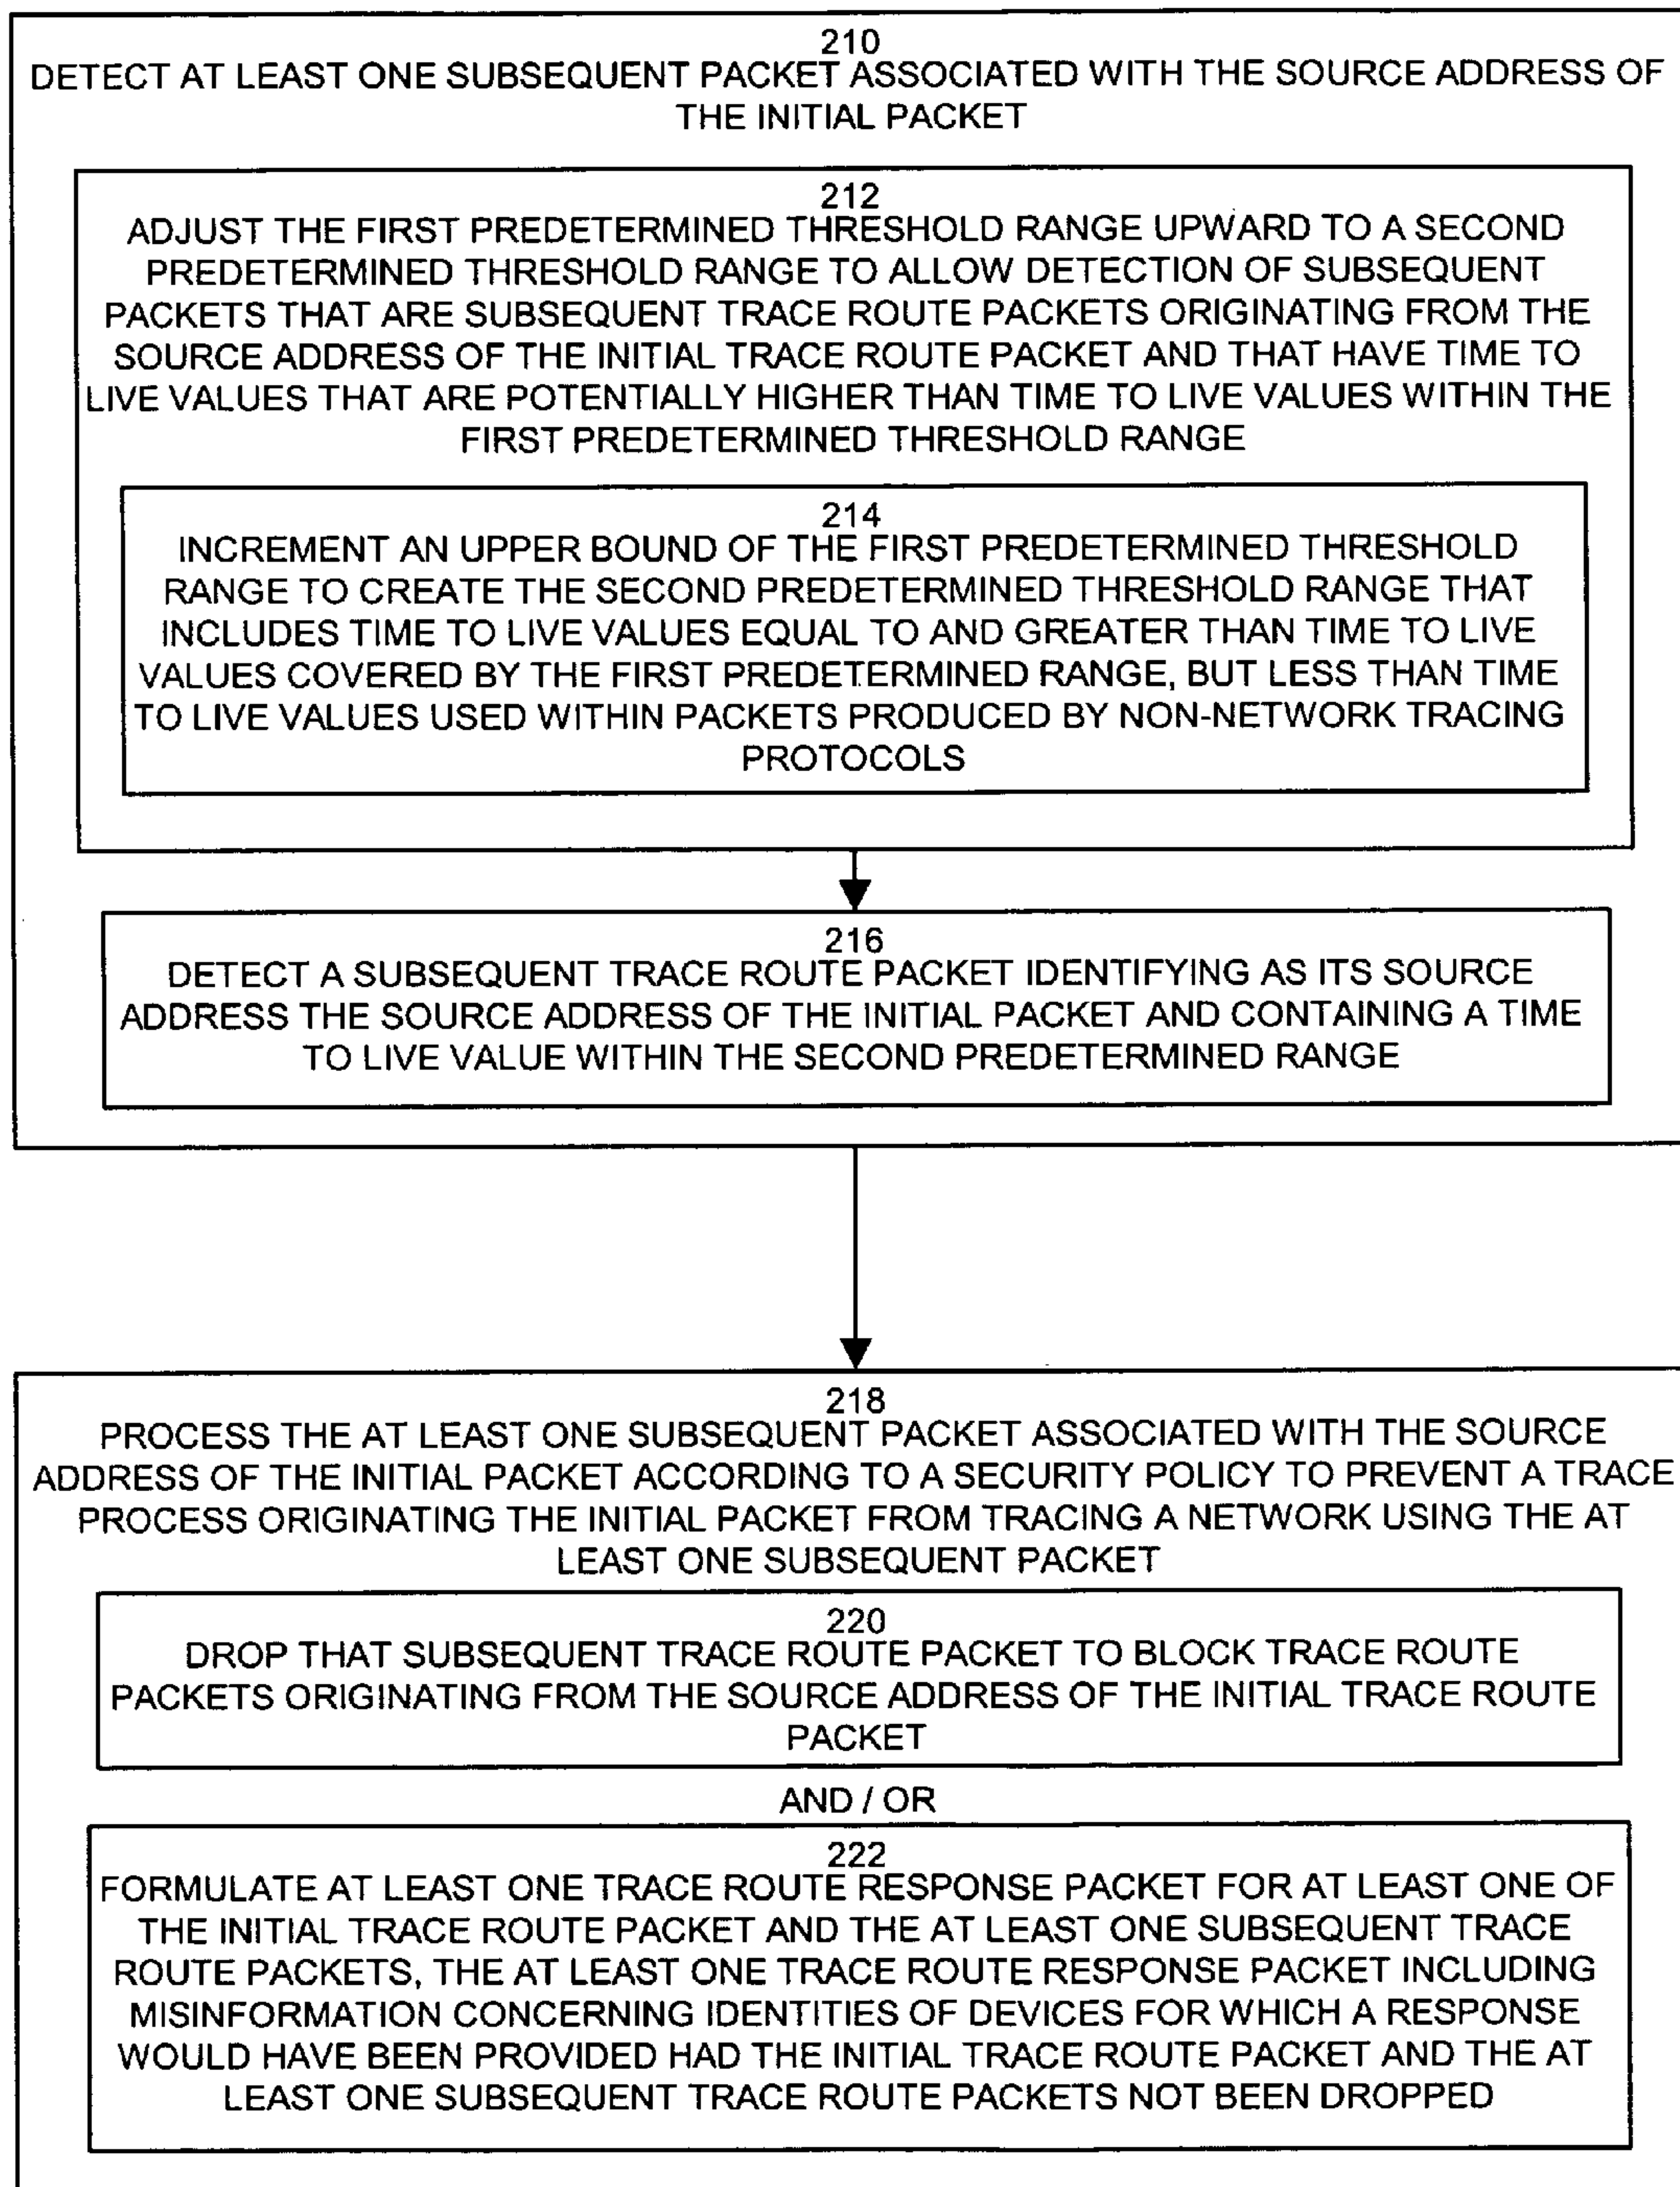 210
DETECT AT LEAST ONE SUBSEQUENT PACKET ASSOCIATED WITH THE SOURCE ADDRESS OF
THE INITIAL PACKET
212
ADJUST THE FIRST PREDETERMINED THRESHOLD RANGE UPWARD TO A SECOND
PREDETERMINED THRESHOLD RANGE TO ALLOW DETECTION OF SUBSEQUENT
PACKETS THAT ARE SUBSEQUENT TRACE ROUTE PACKETS ORIGINATING FROM THE
SOURCE ADDRESS OF THE INITIAL TRACE ROUTE PACKET AND THAT HAVE TIME TO
LIVE VALUES THAT ARE POTENTIALLY HIGHER THAN TIME TO LIVE VALUES WITHIN THE
FIRST PREDETERMINED THRESHOLD RANGE
214
INCREMENT AN UPPER BOUND OF THE FIRST PREDETERMINED THRESHOLD
RANGE TO CREATE THE SECOND PREDETERMINED THRESHOLD RANGE THAT
INCLUDES TIME TO LIVE VALUES EQUAL TO AND GREATER THAN TIME TO LIVE
VALUES COVERED BY THE FIRST PREDETERMINED RANGE, BUT LESS THAN TIME
TO LIVE VALUES USED WITHIN PACKETS PRODUCED BY NON-NETWORK TRACING
PROTOCOLS
216
DETECT A SUBSEQUENT TRACE ROUTE PACKET IDENTIFYING AS ITS SOURCE
ADDRESS THE SOURCE ADDRESS OF THE INITIAL PACKET AND CONTAINING A TIME
TO LIVE VALUE WITHIN THE SECOND PREDETERMINED RANGE
218
PROCESS THE AT LEAST ONE SUBSEQUENT PACKET ASSOCIATED WITH THE SOURCE
ADDRESS OF THE INITIAL PACKET ACCORDING TO A SECURITY POLICY TO PREVENT A TRACE
PROCESS ORIGINATING THE INITIAL PACKET FROM TRACING A NETWORK USING THE AT
LEAST ONE SUBSEQUENT PACKET
220
DROP THAT SUBSEQUENT TRACE ROUTE PACKET TO BLOCK TRACE ROUTE
PACKETS ORIGINATING FROM THE SOURCE ADDRESS OF THE INITIAL TRACE ROUTE
PACKET
AND / OR
222
FORMULATE AT LEAST ONE TRACE ROUTE RESPONSE PACKET FOR AT LEAST ONE OF
THE INITIAL TRACE ROUTE PACKET AND THE AT LEAST ONE SUBSEQUENT TRACE
ROUTE PACKETS, THE AT LEAST ONE TRACE ROUTE RESPONSE PACKET INCLUDING
MISINFORMATION CONCERNING IDENTITIES OF DEVICES FOR WHICH A RESPONSE
WOULD HAVE BEEN PROVIDED HAD THE INITIAL TRACE ROUTE PACKET AND THE AT
LEAST ONE SUBSEQUENT TRACE ROUTE PACKETS NOT BEEN DROPPED